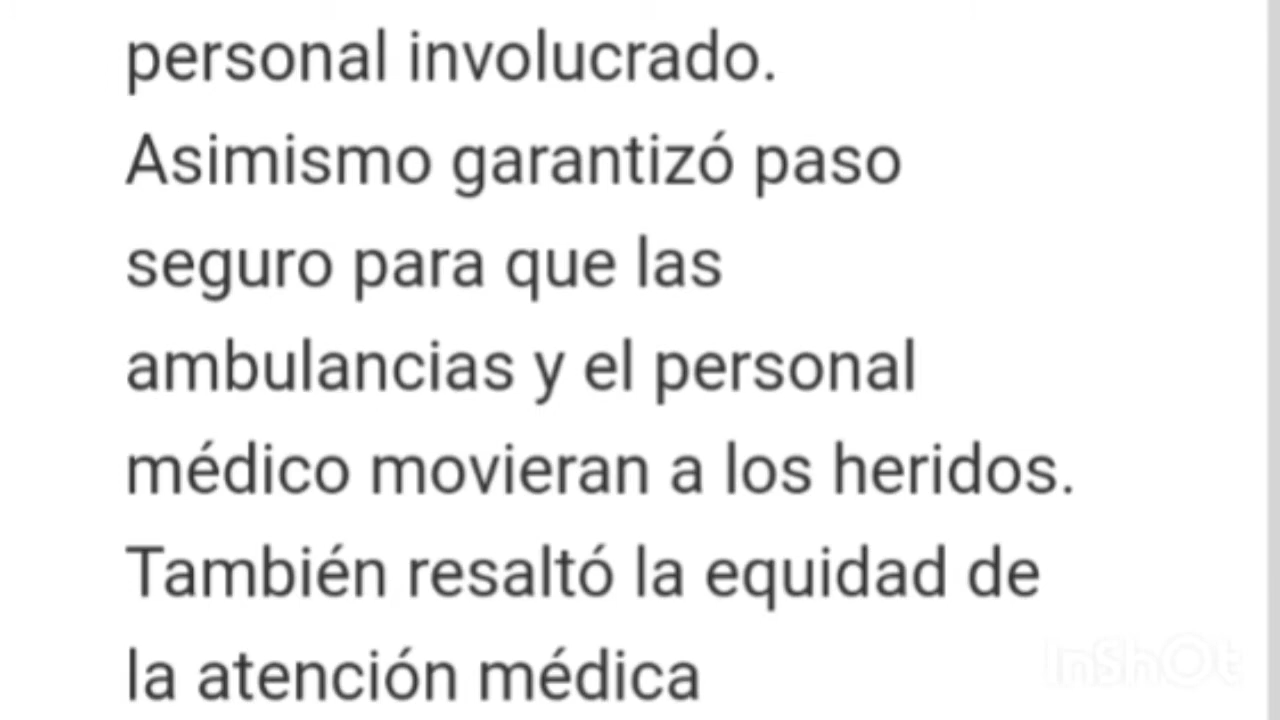 personal involucrado.
Asimismo garantizó paso
seguro para que las
ambulancias y el personal
médico movieran a los heridos.
También resaltó la equidad de
la atención médica
InShOt